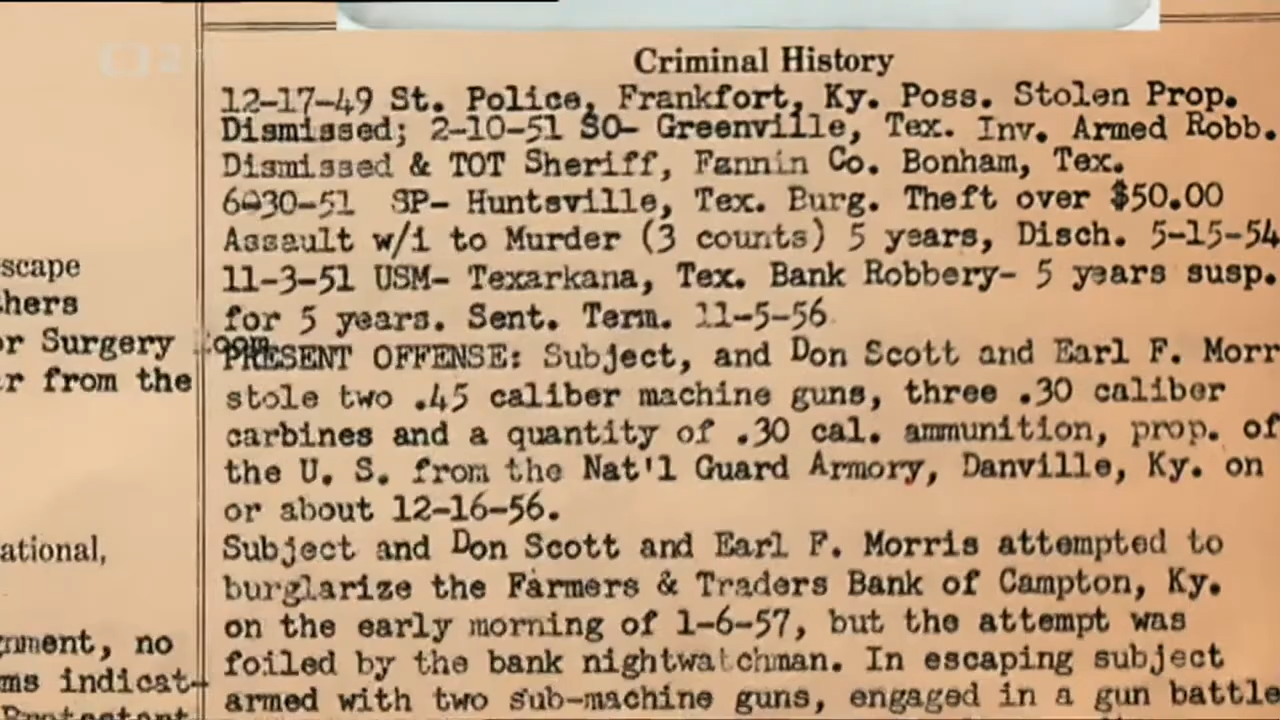 Criminal History
12-17-49 St. Police, Frankfort, Ky. Poss. Stolen Prop.
Dismissed; 2-10-51 SO- Greenville, Tex. Inv. Armed Robb.
Dismissed & TOT Sheriff, Fannin Co. Bonham, Tex.
6-30-51 SP- Huntsville, Tex. Burg. Theft over $50.00
Assault w/i to Murder (3 counts) 5 years, Disch. 5-15-54
11-3-51 USM- Texarkana, Tex. Bank Robbery- 5 years susp.
for 5 years. Sent. Term. 11-5-56
PRESENT OFFENSE: Subject, and Don Scott and Earl F. Morr
stole two .45 caliber machine guns, three .30 caliber
carbines and a quantity of .30 cal. ammunition, prop. of
the U. S. from the Nat'l Guard Armory, Danville, Ky. on
or about 12-16-56.
Subject and Don Scott and Earl F. Morris attempted to
burglarize the Farmers & Traders Bank of Campton, Ky.
on the early morning of 1-6-57, but the attempt was
foiled by the bank nightwatchman. In escaping subject
armed with two sub-machine guns, engaged in a gun battle
scape
hers
or Surgery Room
r from the
ational,
gnment, no
ms indicat-
Protestant
2